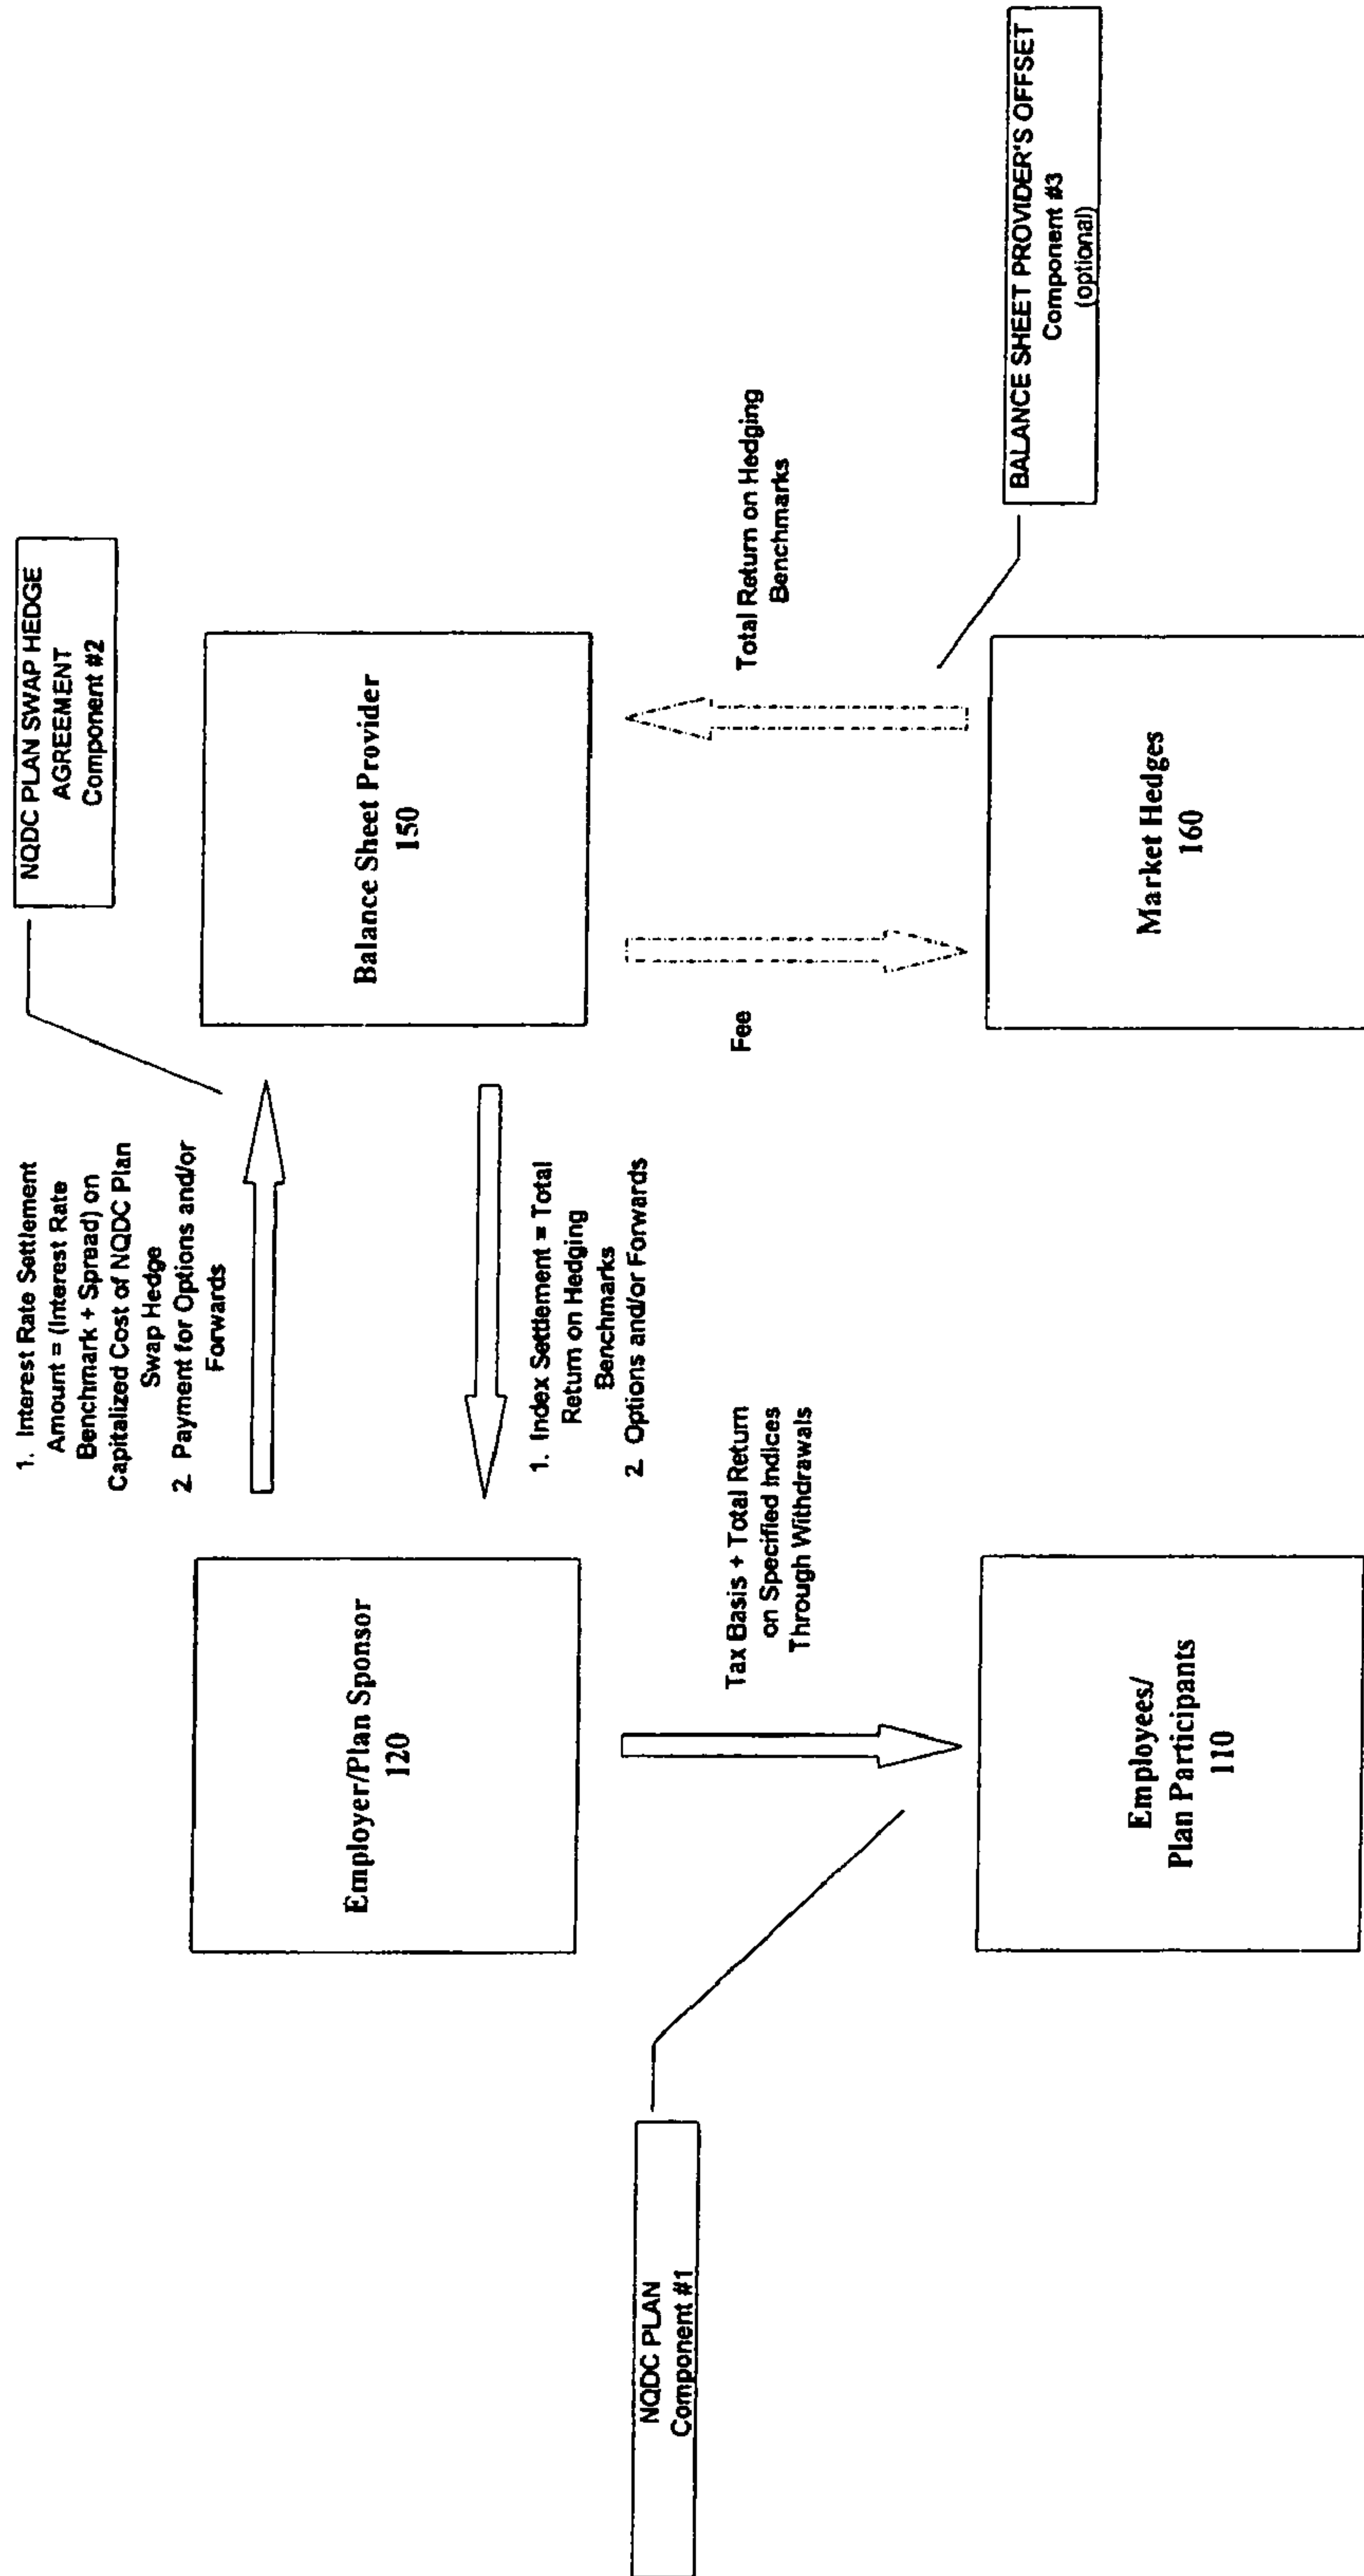 NQDC PLAN SWAP HEDGE
AGREEMENT
Component #2
1. Interest Rate Settlement
Amount = (Interest Rate
Benchmark + Spread) on
Capitalized Cost of NQDC Plan
Swap Hedge
2. Payment for Options and/or
Forwards
Employer/Plan Sponsor
120
Balance Sheet Provider
150
1. Index Settlement = Total
Return on Hedging
Benchmarks
2. Options and/or Forwards
NQDC PLAN
Component #1
Tax Basis + Total Return
on Specified Indices
Through Withdrawals
Fee
Total Return on Hedging
Benchmarks
Employees/
Plan Participants
110
Market Hedges
160
BALANCE SHEET PROVIDER'S OFFSET
Component #3
(optional)